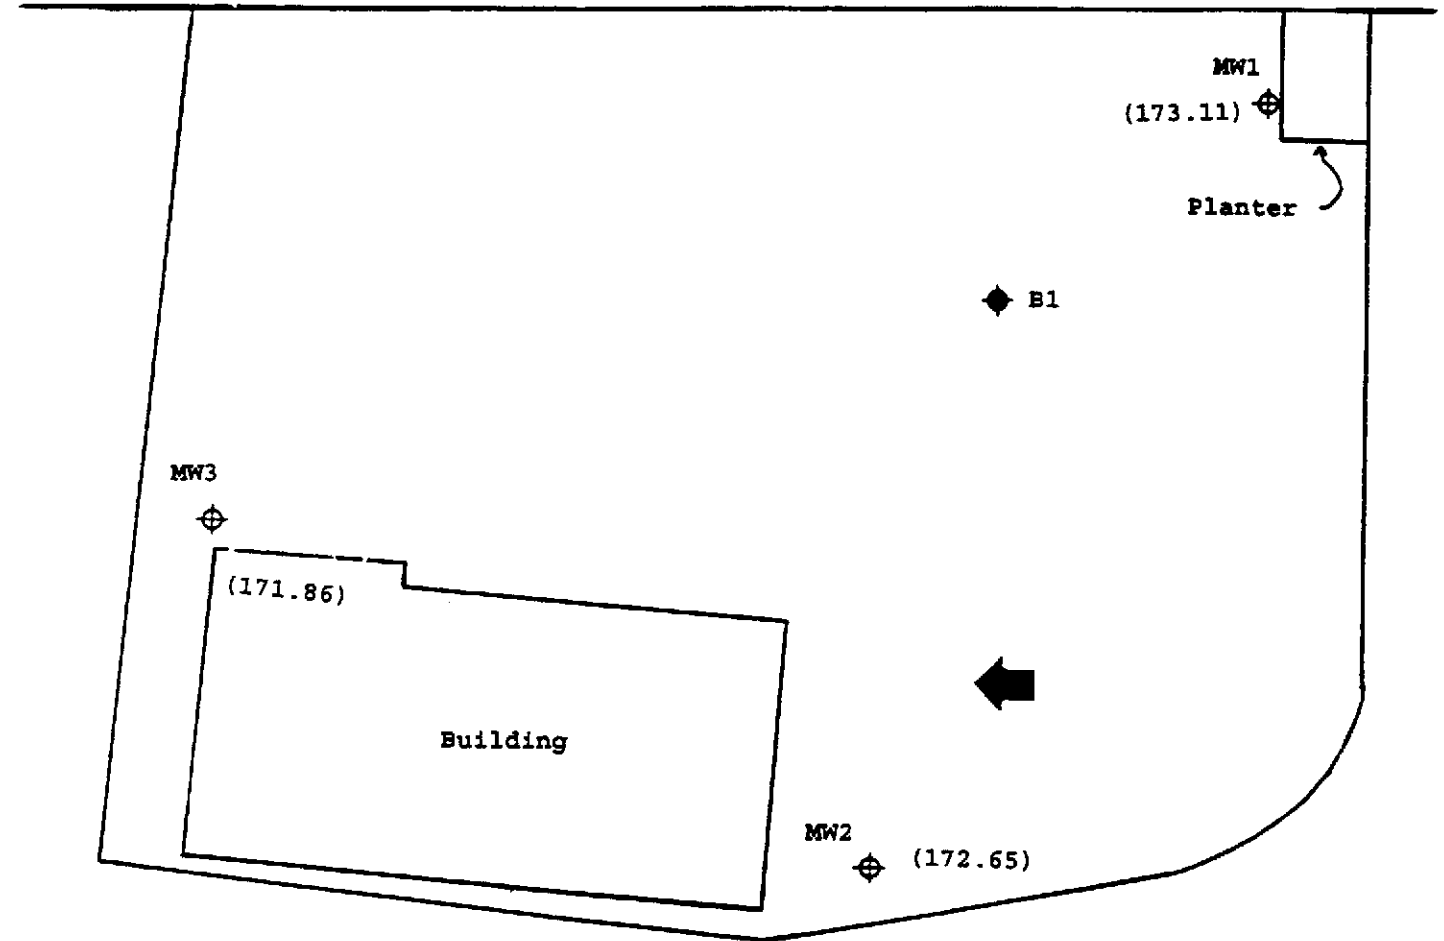 MW1
(173.11)
Planter
B1
MW3
(171.86)
Building
MW2
(172.65)